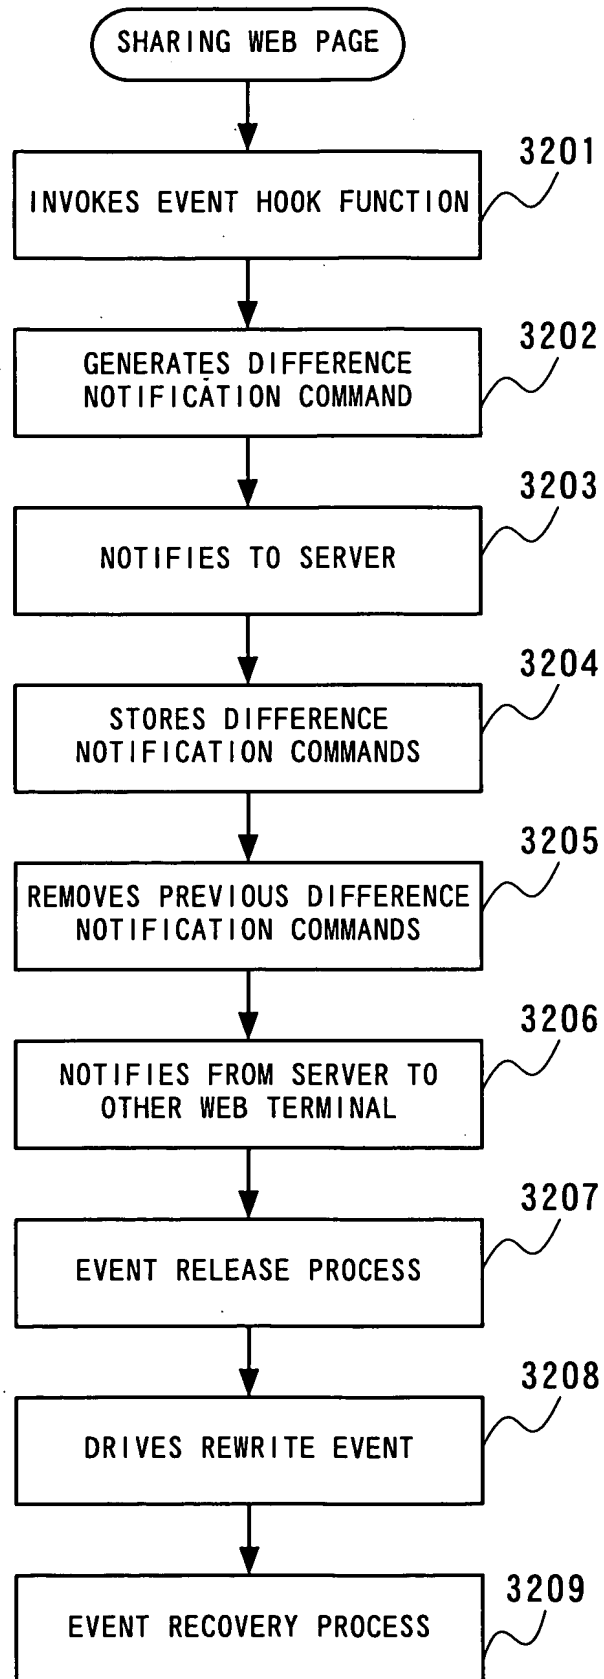 SHARING WEB PAGE
3201
INVOKES EVENT HOOK FUNCTION
3202
GENERATES DIFFERENCE
NOTIFICATION COMMAND
3203
NOTIFIES TO SERVER
3204
STORES DIFFERENCE
NOTIFICATION COMMANDS
3205
REMOVES PREVIOUS DIFFERENCE
NOTIFICATION COMMANDS
3206
NOTIFIES FROM SERVER TO
OTHER WEB TERMINAL
3207
EVENT RELEASE PROCESS
3208
DRIVES REWRITE EVENT
3209
EVENT RECOVERY PROCESS